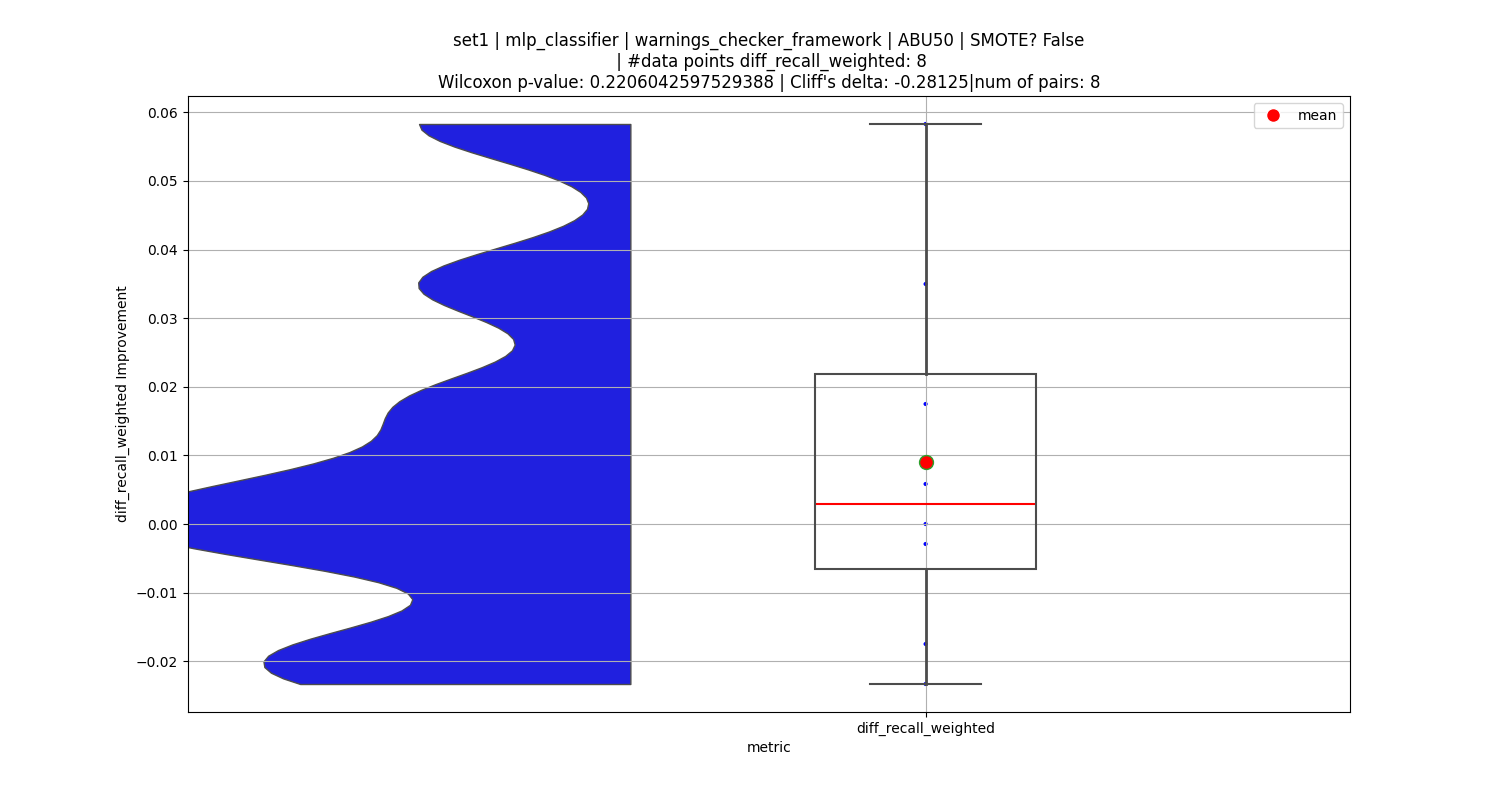 set1 | mlp_classifier | warnings_checker_framework | ABU50 | SMOTE? False
| #data points diff_recall_weighted: 8
Wilcoxon p-value: 0.2206042597529388 | Cliff's delta: -0.28125|num of pairs: 8
mean
0.06
0.05
0.04
0.03
0.02
0.01
0.00
−0.01
−0.02
diff_recall_weighted Improvement
diff_recall_weighted
metric